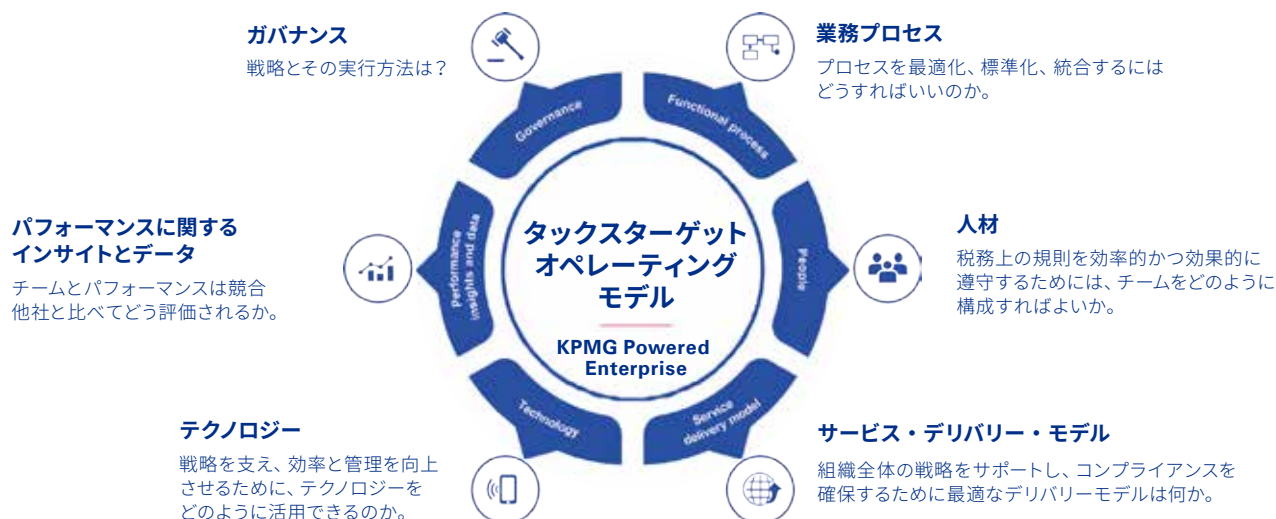 ガバナンス
戦略とその実行方法は？
業務プロセス
プロセスを最適化、標準化、統合するには
どうすればいいのか。
パフォーマンスに関する
インサイトとデータ
チームとパフォーマンスは競合
他社と比べてどう評価されるか。
人材
税務上の規則を効率的かつ効果的に
遵守するためには、チームをどのように
構成すればよいか。
テクノロジー
戦略を支え、効率と管理を向上
させるために、テクノロジーを
どのように活用できるのか。
サービス・デリバリー・モデル
組織全体の戦略をサポートし、コンプライアンスを
確保するために最適なデリバリーモデルは何か。
Governance
Functional process
Performance
insights and data
People
Technology
Service
delivery model
タックスターゲット
オペレーティング
モデル
KPMG Powered
Enterprise